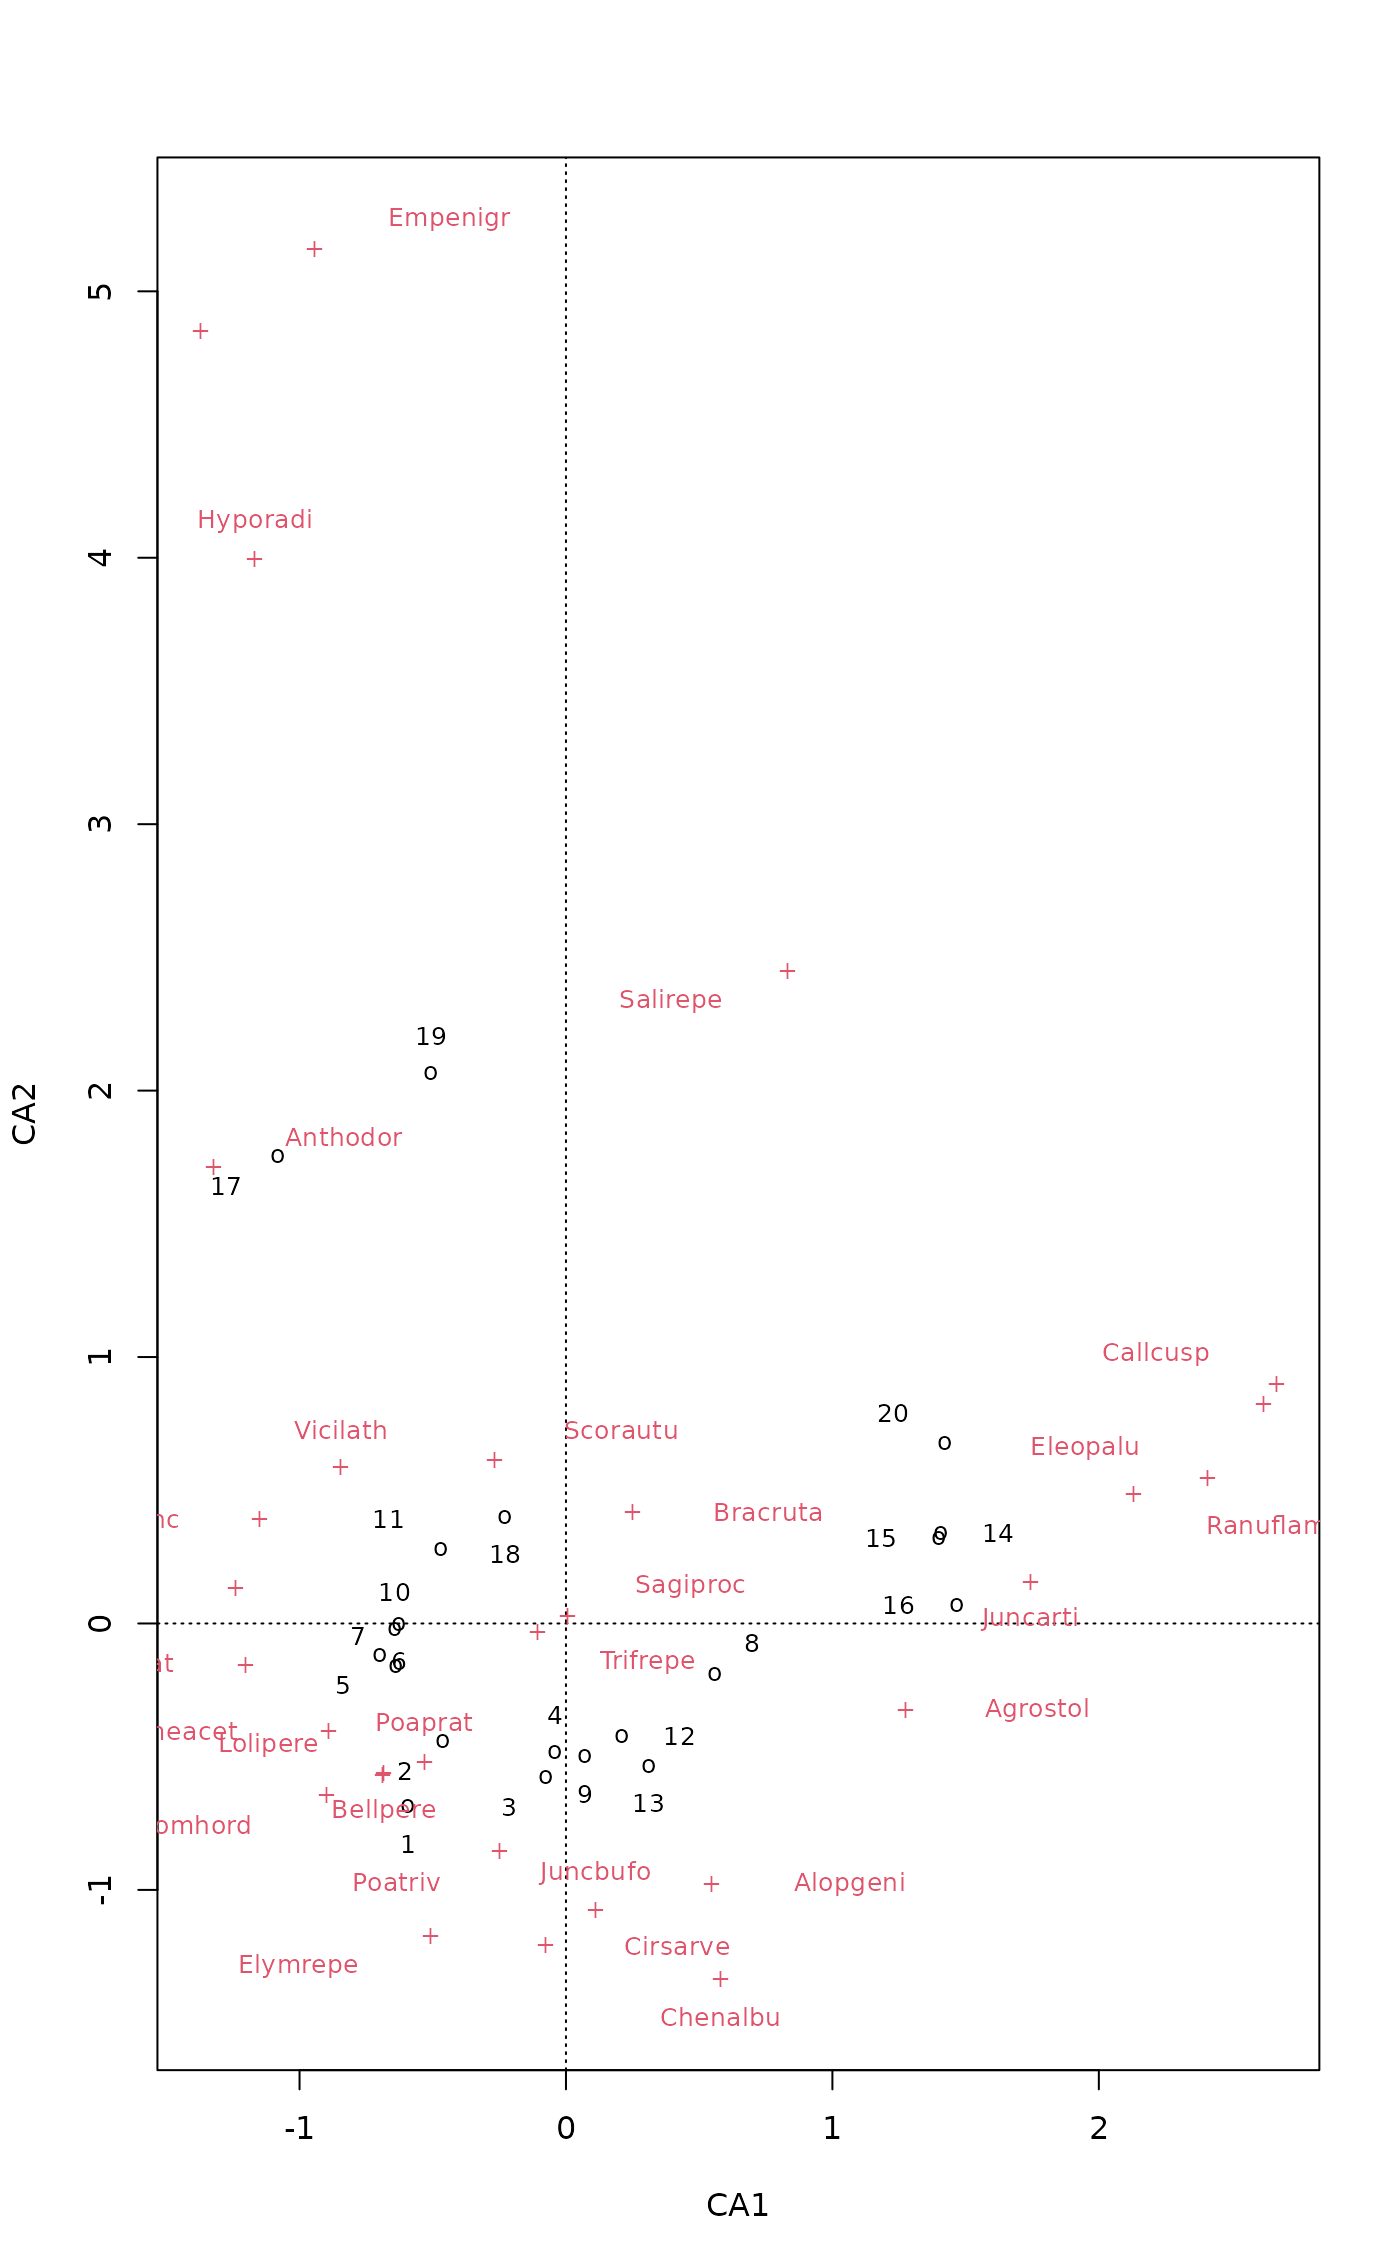 Empenigr
5
Hyporadi
4
3
Salirepe
19
CA2
2
Anthodor
17
Callcusp
1
20
Vicilath
Scorautu
Eleopalu
nc
11
Bracruta
Ranuflam
15
14
18
10
Sagiproc
16
Juncarti
0
7
8
6
Trifrepe
at
5
Agrostol
4
Poaprat
heacet
12
Lolipere
2
9
13
3
Bellpere
omhord
1
Juncbufo
Poatriv
Alopgeni
-1
Cirsarve
Elymrepe
Chenalbu
-1
0
1
2
CA1